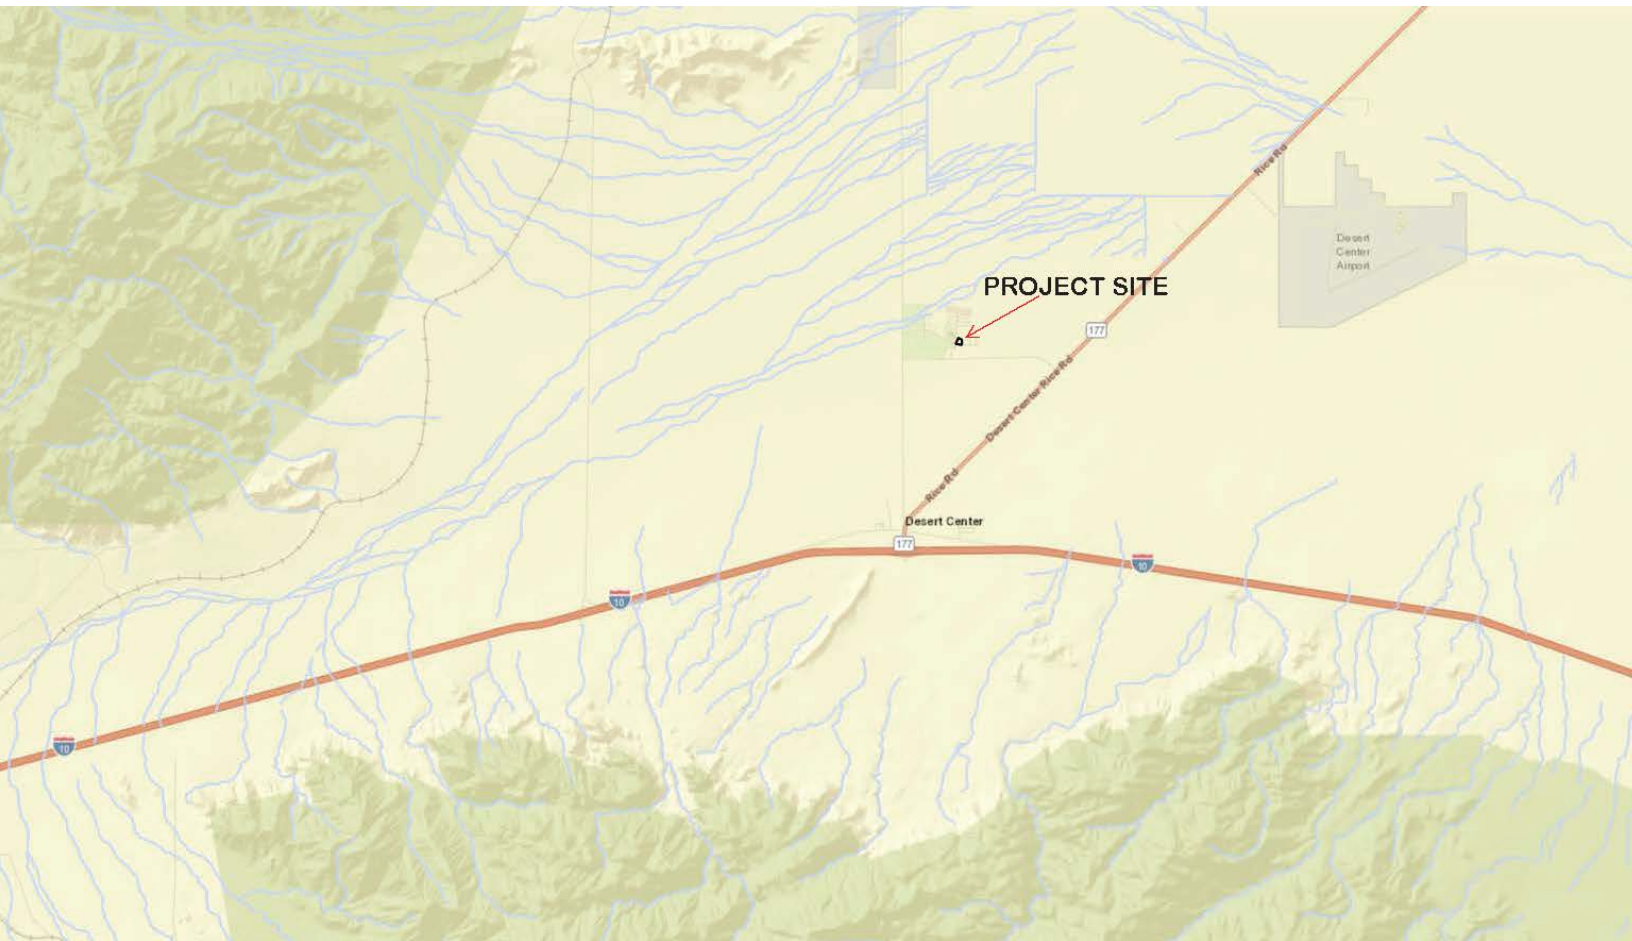 Rice Rd
Desert
Center
Airport
PROJECT SITE
177
Desert Center Rice Rd
Rice Rd
Desert Center
177
10
10
10